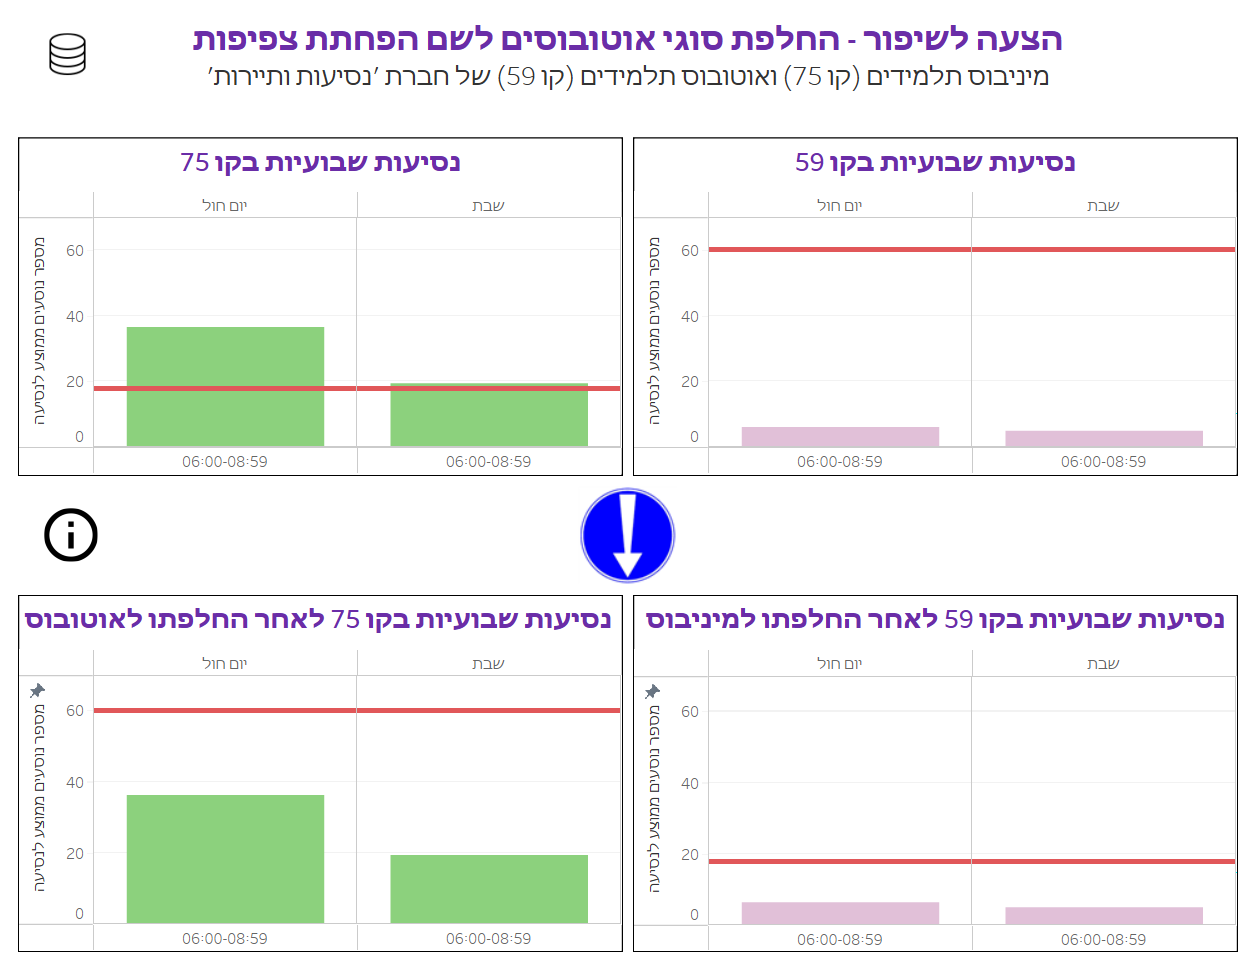 הצעה לשיפור - החלפת סוגי אוטובוסים לשם הפחתת צפיפות
מיניבוס תלמידים (קו 75) ואוטובוס תלמידים (קו 59) של חברת 'נסיעות ותיירות'
נסיעות שבועיות בקו 59
שבת
יום חול
מספר נוסעים ממוצע לנסיעה
60
40
20
0
06:00-08:59
06:00-08:59
נסיעות שבועיות בקו 75
שבת
יום חול
מספר נוסעים ממוצע לנסיעה
60
40
20
0
06:00-08:59
06:00-08:59
נסיעות שבועיות בקו 59 לאחר החלפתו למיניבוס
שבת
יום חול
מספר נוסעים ממוצע לנסיעה
60
40
20
0
06:00-08:59
06:00-08:59
נסיעות שבועיות בקו 75 לאחר החלפתו לאוטובוס
שבת
יום חול
מספר נוסעים ממוצע לנסיעה
60
40
20
0
06:00-08:59
06:00-08:59